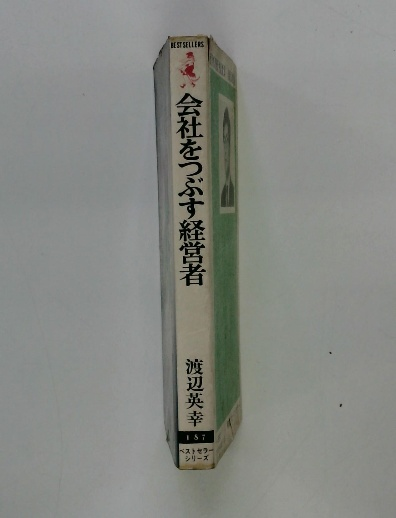 BEST SELLERS
会社をつぶす経営者
渡辺英幸
187
ベストセラー
シリーズ